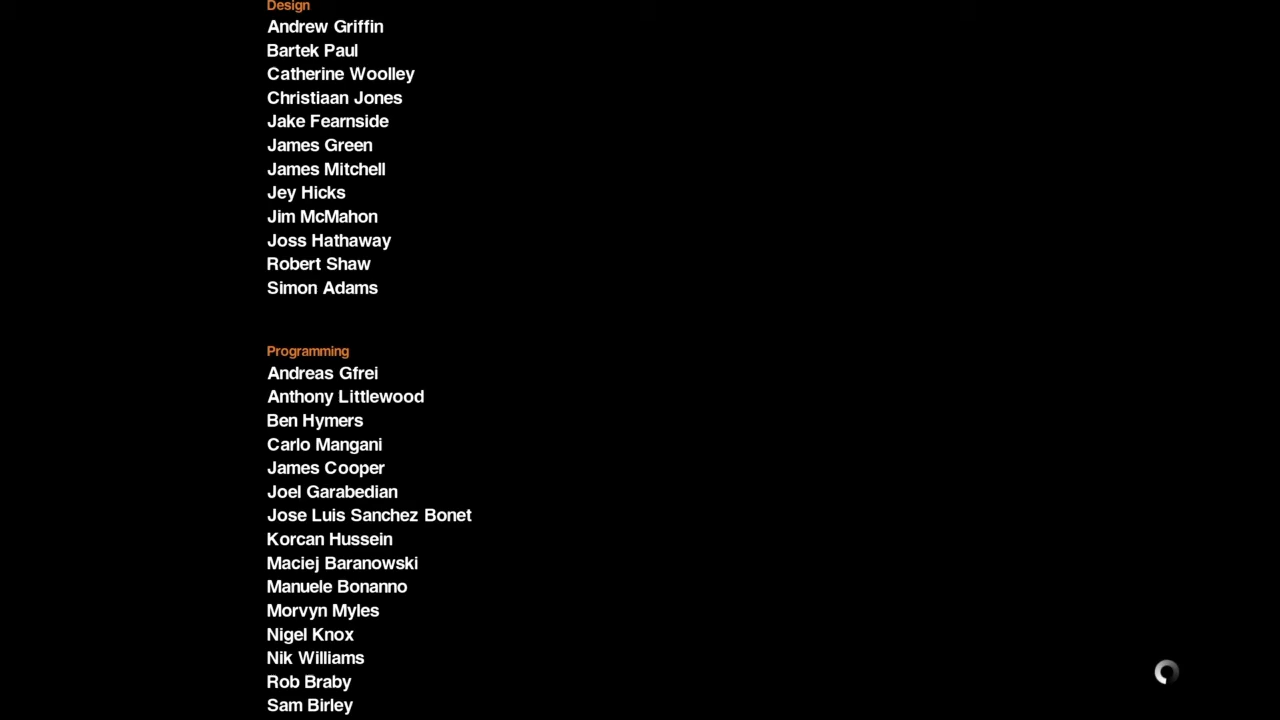 Design
Andrew Griffin
Bartek Paul
Catherine Woolley
Christiaan Jones
Jake Fearnside
James Green
James Mitchell
Jey Hicks
Jim McMahon
Joss Hathaway
Robert Shaw
Simon Adams
Programming
Andreas Gfrei
Anthony Littlewood
Ben Hymers
Carlo Mangani
James Cooper
Joel Garabedian
Jose Luis Sanchez Bonet
Korcan Hussein
Maciej Baranowski
Manuele Bonanno
Morvyn Myles
Nigel Knox
Nik Williams
Rob Braby
Sam Birley